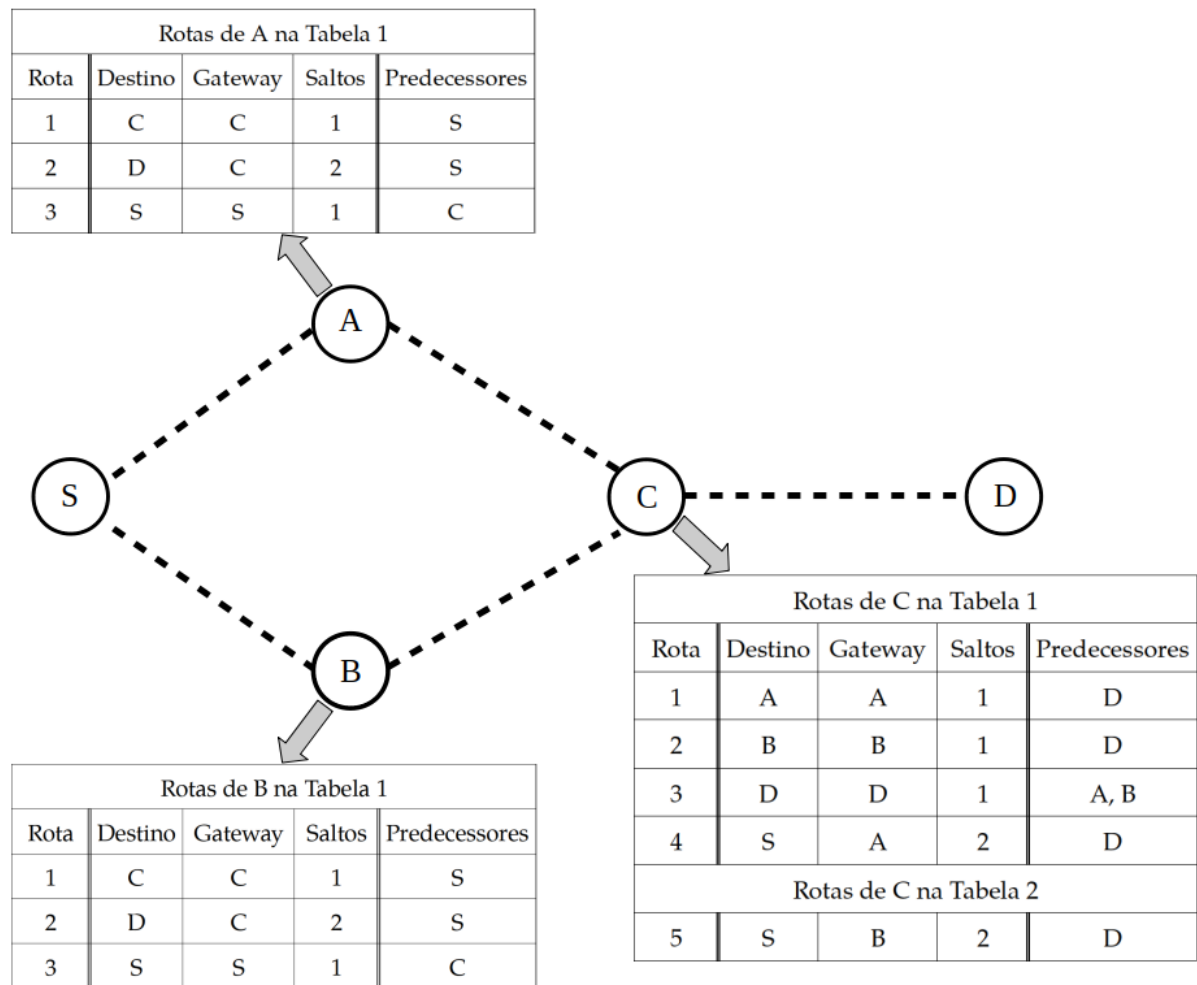 Rotas de A na Tabela 1
Rota Destino Gateway Saltos Predecessores
1 C C 1 S
2 D C 2 S
3 S S 1 C
A
S
C
D
B
Rotas de C na Tabela 1
Rota Destino Gateway Saltos Predecessores
1 A A 1 D
2 B B 1 D
3 D D 1 A, B
4 S A 2 D
Rotas de C na Tabela 2
5 S B 2 D
Rotas de B na Tabela 1
Rota Destino Gateway Saltos Predecessores
1 C C 1 S
2 D C 2 S
3 S S 1 C